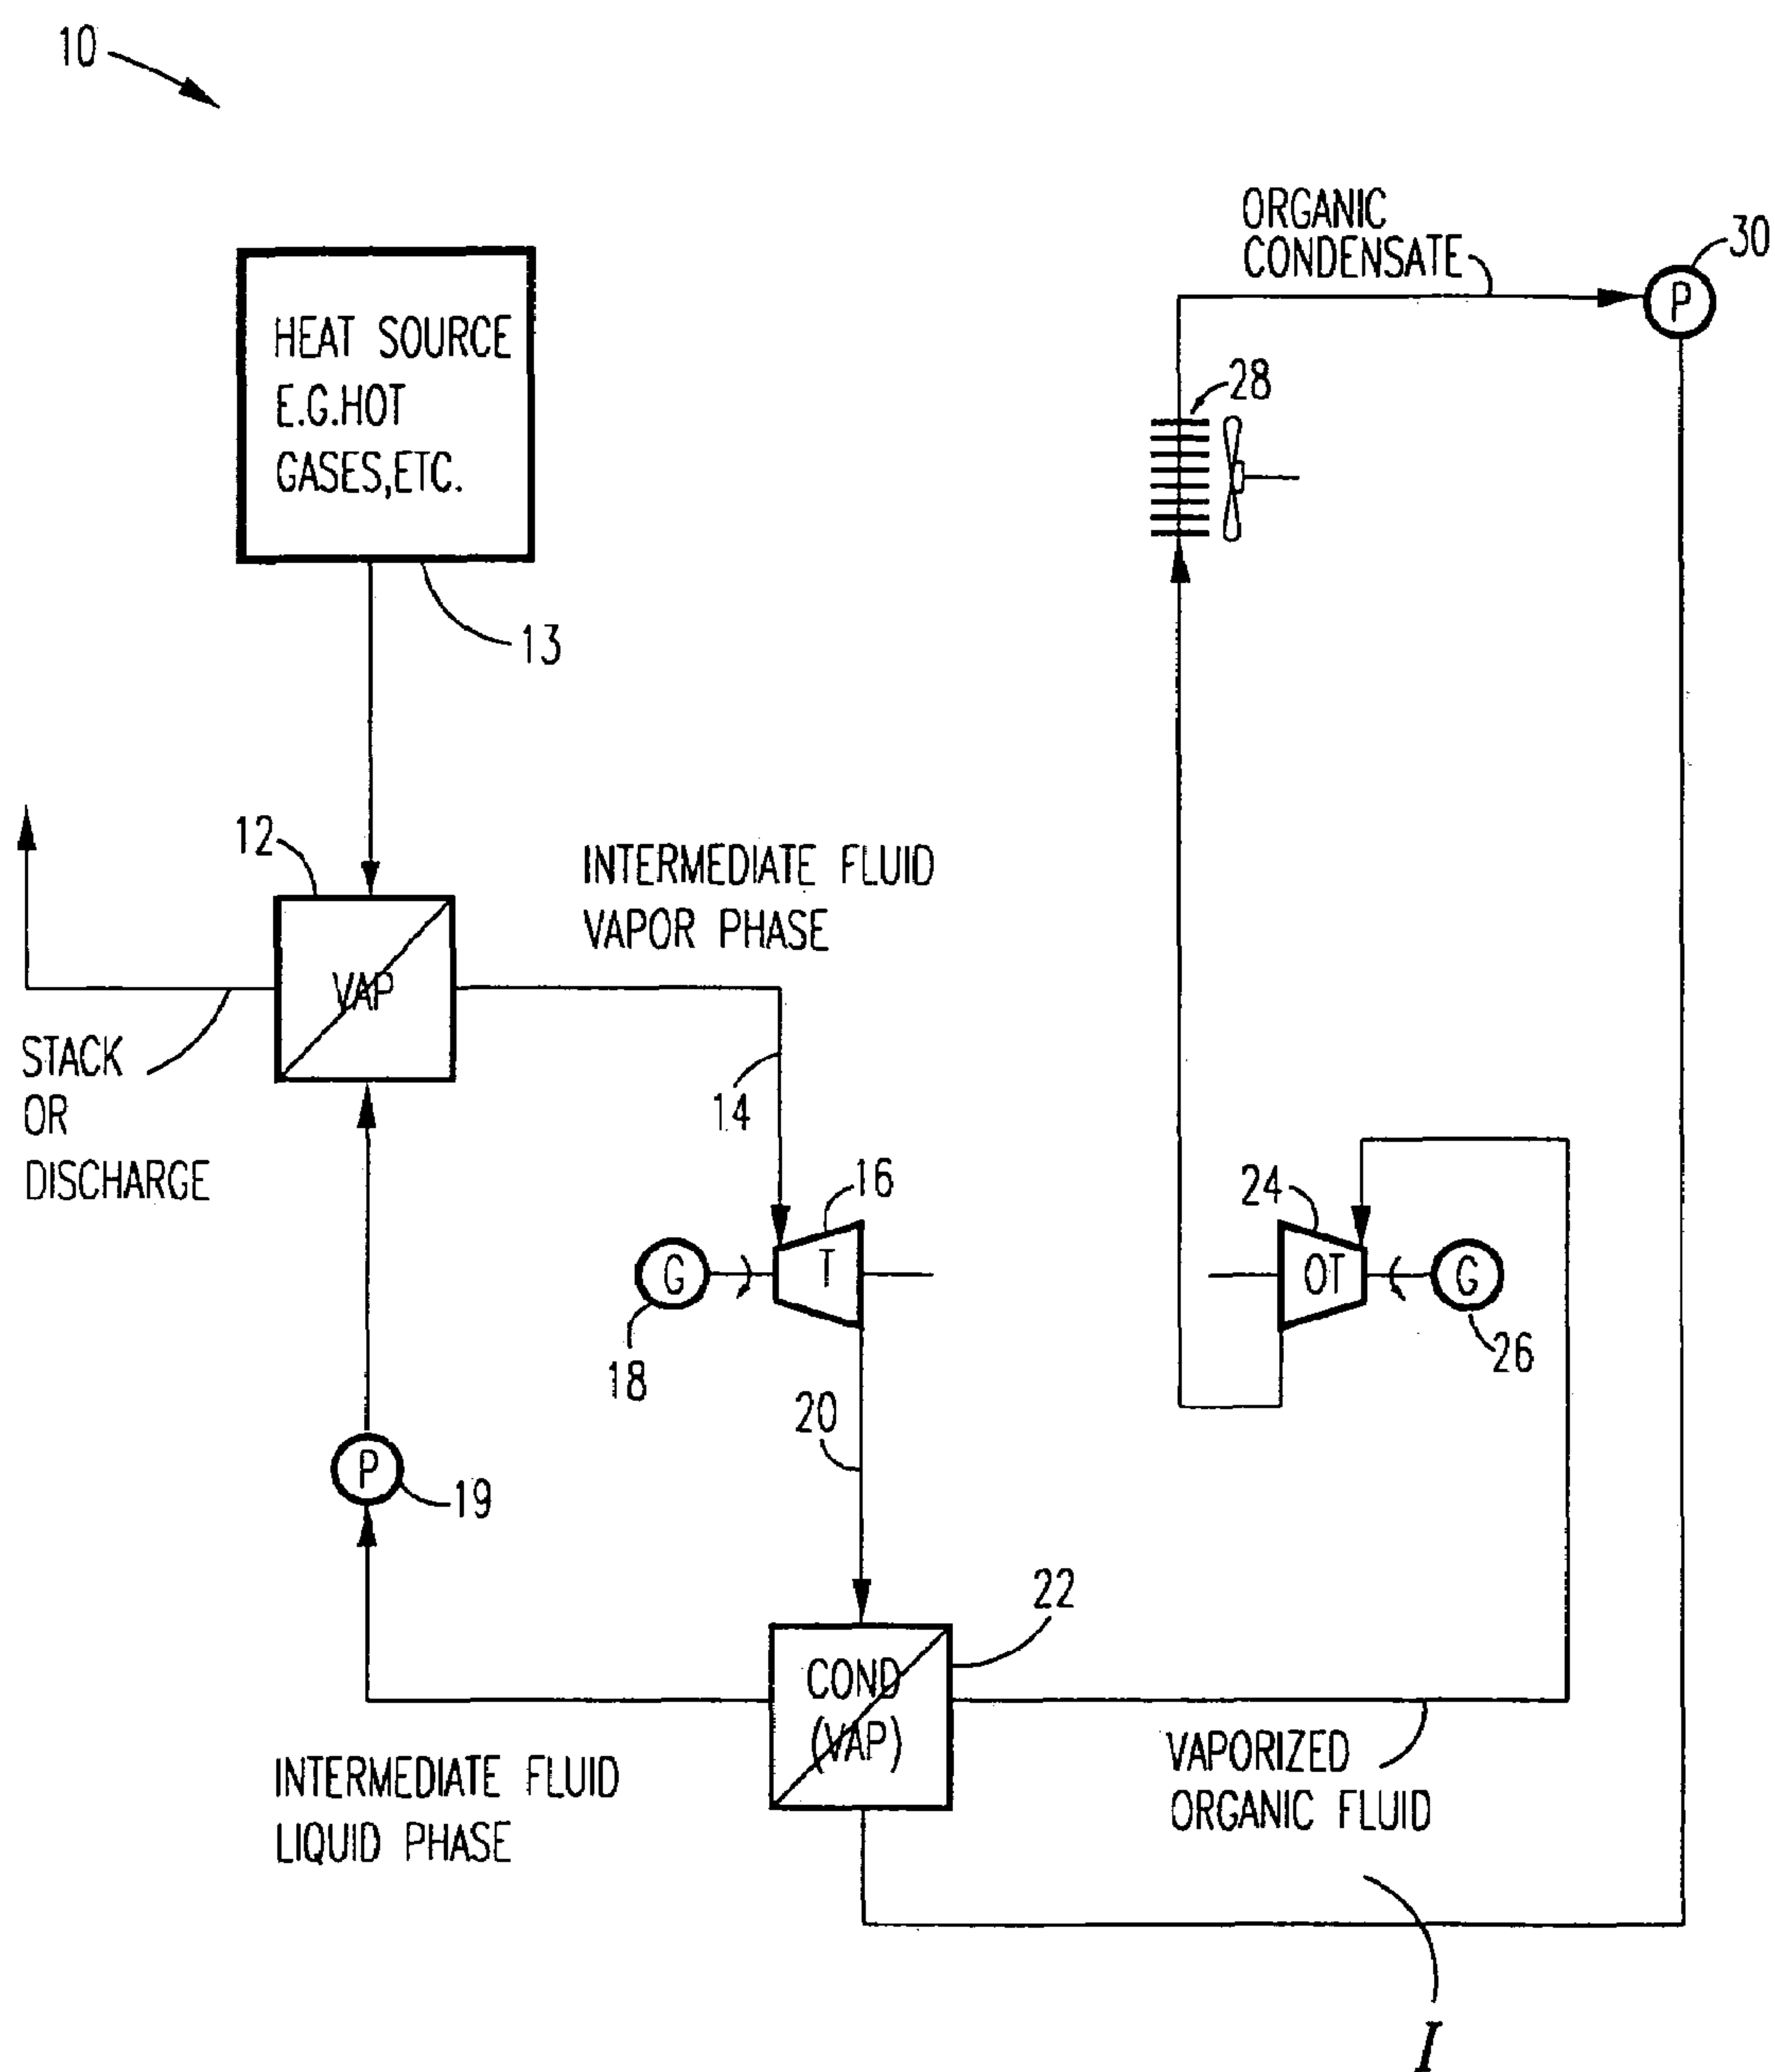 10
ORGANIC
CONDENSATE
30
P
HEAT SOURCE
E.G.HOT
GASES,ETC.
28
13
12
INTERMEDIATE FLUID
VAPOR PHASE
VAP
STACK
OR
DISCHARGE
14
16
24
G
T
OT
G
18
26
20
P
19
22
COND
(VAP)
VAPORIZED
ORGANIC FLUID
INTERMEDIATE FLUID
LIQUID PHASE
I